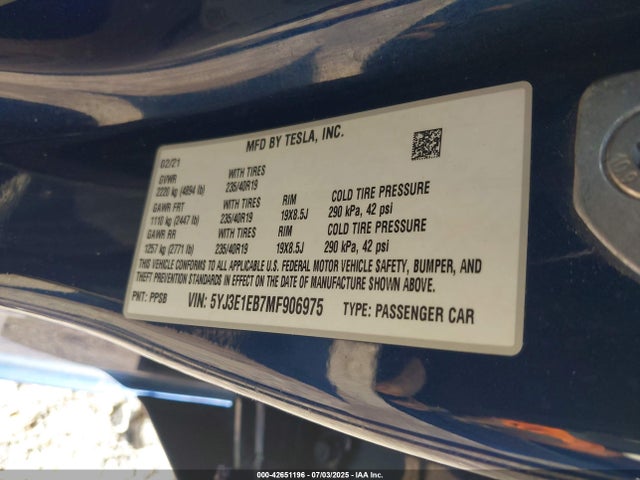 MFD BY TESLA, INC.
02/21
GVWR WITH TIRES
2220 kg (4894 lb) 235/40R19
GAWR FRT WITH TIRES RIM COLD TIRE PRESSURE
1110 kg (2447 lb) 235/40R19 19X8.5J 290 kPa, 42 psi
GAWR RR WITH TIRES RIM COLD TIRE PRESSURE
1257 kg (2771 lb) 235/40R19 19X8.5J 290 kPa, 42 psi
THIS VEHICLE CONFORMS TO ALL APPLICABLE U.S. FEDERAL MOTOR VEHICLE SAFETY, BUMPER, AND
THEFT PREVENTION STANDARDS IN EFFECT ON THE DATE OF MANUFACTURE SHOWN ABOVE.
PNT: PPSB VIN: 5YJ3E1EB7MF906975 TYPE: PASSENGER CAR
000-42651196 - 07/03/2025 - IAA Inc.